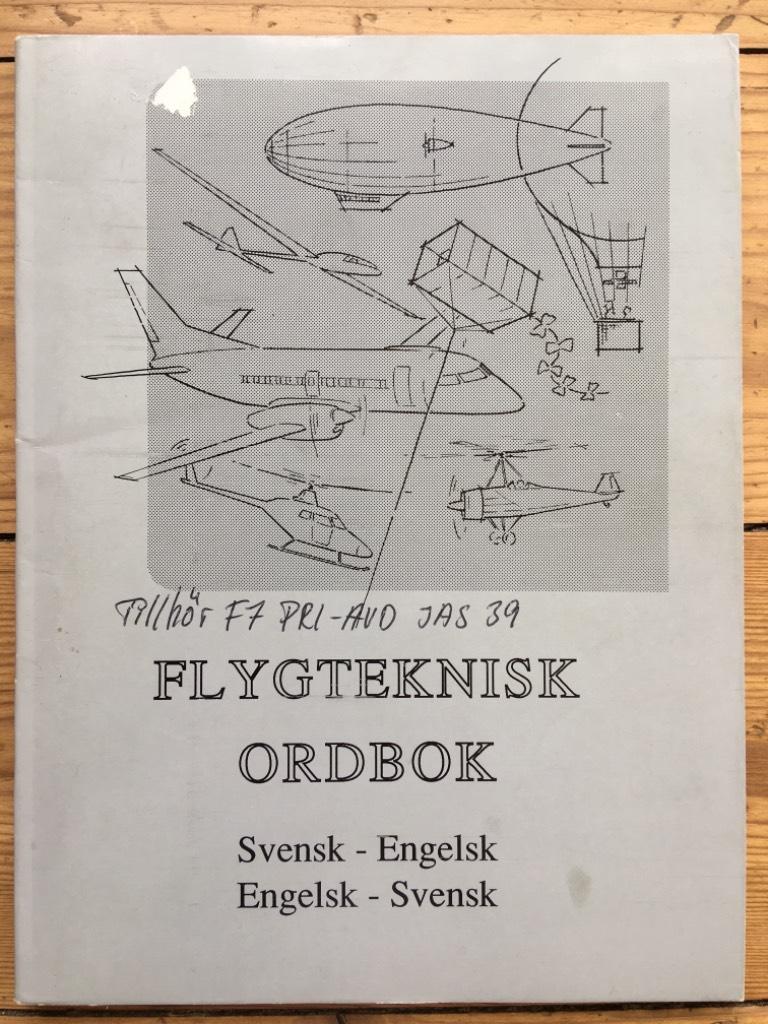 Tillhör F7 PRI-AVD JAS 39
FLYGTEKNISK
ORDBOK
Svensk - Engelsk
Engelsk - Svensk